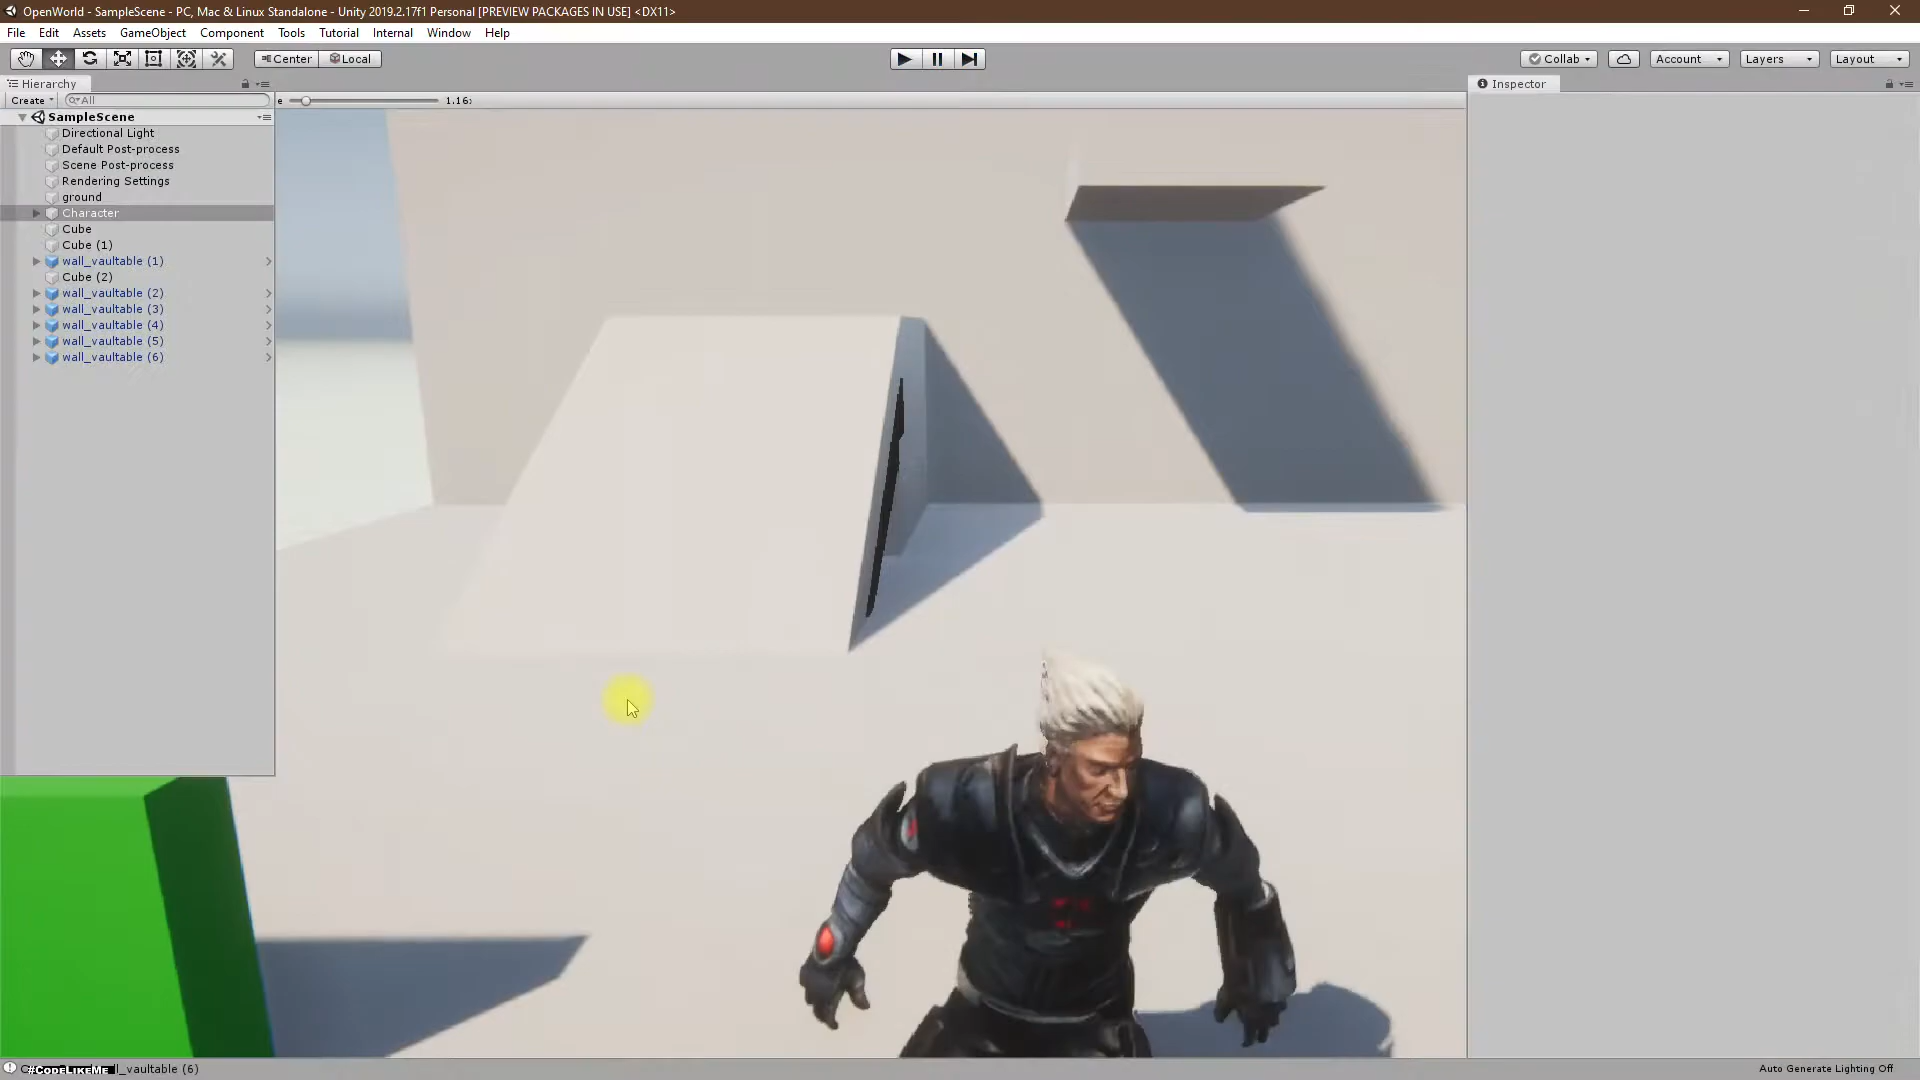 OpenWorld - SampleScene - PC, Mac & Linux Standalone - Unity 2019.2.17f1 Personal [PREVIEW PACKAGES IN USE] <DX11>
File Edit Assets GameObject Component Tools Tutorial Internal Window Help
Center Local Collab Account Layers Layout
Hierarchy Inspector
Create All e 1.16:
SampleScene
Directional Light
Default Post-process
Scene Post-process
Rendering Settings
ground
Character
Cube
Cube (1)
wall_vaultable (1)
Cube (2)
wall_vaultable (2)
wall_vaultable (3)
wall_vaultable (4)
wall_vaultable (5)
wall_vaultable (6)
#CodeLikeMe l_vaultable (6) Auto Generate Lighting Off